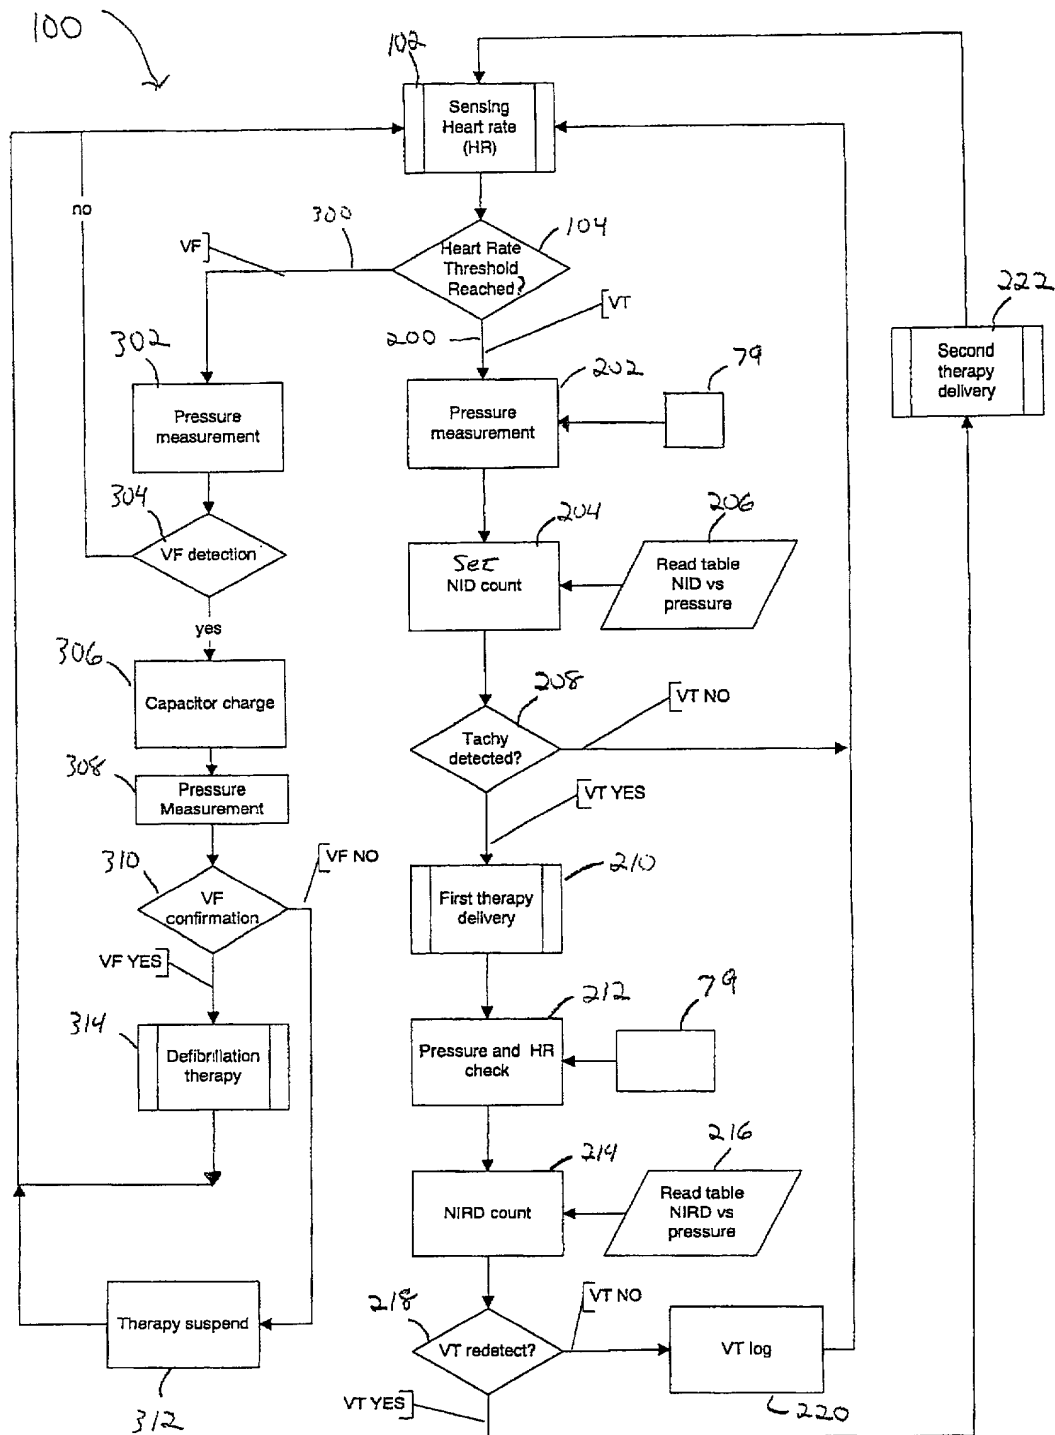 100
102
Sensing
Heart rate
(HR)
no
300
VF
104
Heart Rate
Threshold
Reached?
VT
200
222
Second
therapy
delivery
302
Pressure
measurement
202
Pressure
measurement
79
304
VF detection
204
Set
NID count
206
Read table
NID vs
pressure
yes
306
Capacitor charge
208
Tachy
detected?
VT NO
308
Pressure
Measurement
VT YES
310
VF
confirmation
VF NO
210
First therapy
delivery
VF YES
314
Defibrillation
therapy
212
Pressure and HR
check
79
214
NIRD count
216
Read table
NIRD vs
pressure
Therapy suspend
312
218
VT redetect?
VT NO
VT log
220
VT YES